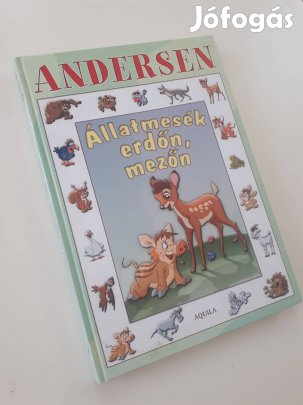 Jófogás
ANDERSEN
Állatmesék
erdőn,
mezőn
AQUILA